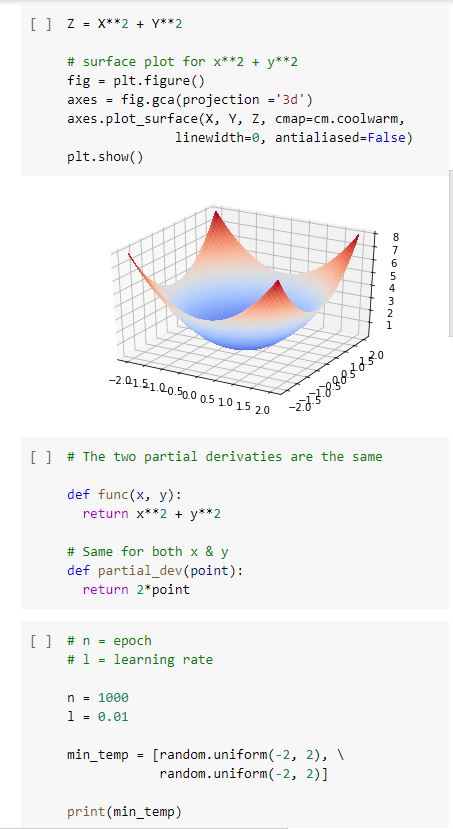 [ ] Z = X**2 + Y**2
# surface plot for x**2 + y**2
fig = plt.figure()
axes = fig.gca(projection ='3d')
axes.plot_surface(X, Y, Z, cmap=cm.coolwarm,
linewidth=0, antialiased=False)
plt.show()
8
7
6
5
4
3
2
1
-2.0 -1.5 -1.0 -0.5 0.0 0.5 1.0 1.5 2.0
-2.0 -1.5 -1.0 -0.5 0.0 0.5 1.0 1.5 2.0
[ ] # The two partial derivaties are the same
def func(x, y):
return x**2 + y**2
# Same for both x & y
def partial_dev(point):
return 2*point
[ ] # n = epoch
# l = learning rate
n = 1000
l = 0.01
min_temp = [random.uniform(-2, 2), \
random.uniform(-2, 2)]
print(min_temp)